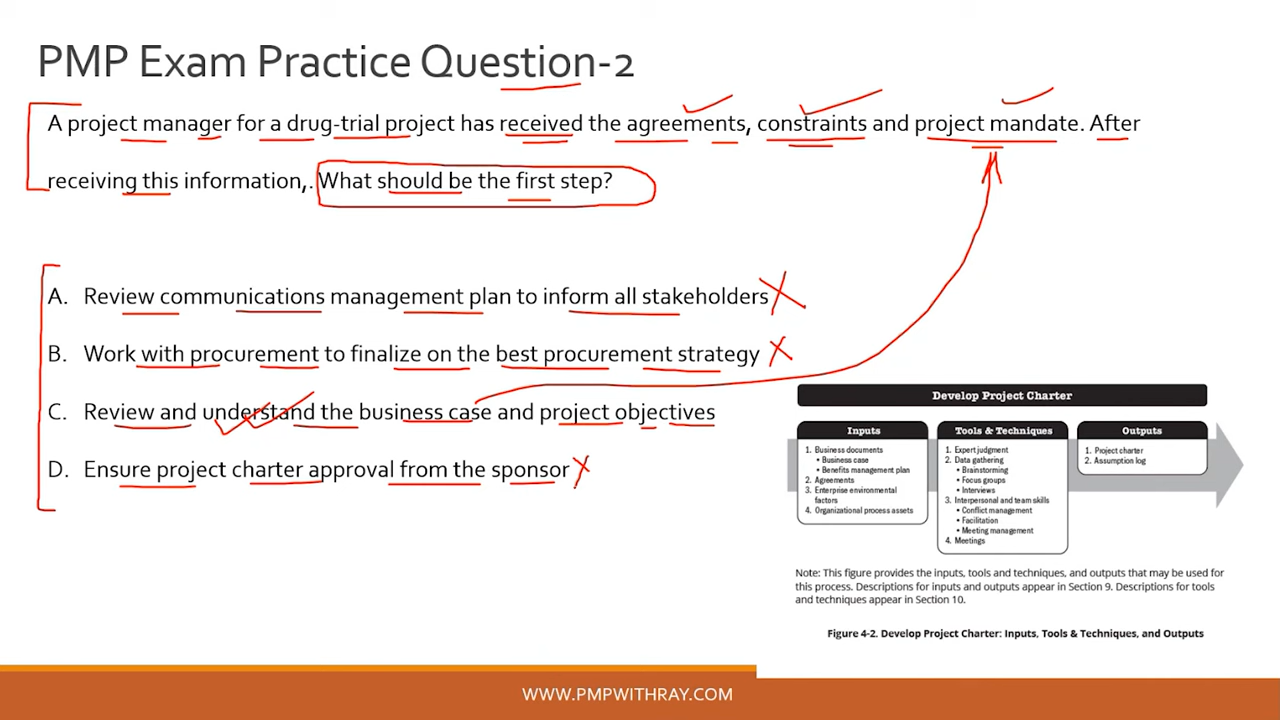 PMP Exam Practice Question-2
A project manager for a drug-trial project has received the agreements, constraints and project mandate. After
receiving this information,. What should be the first step?
A. Review communications management plan to inform all stakeholders
B. Work with procurement to finalize on the best procurement strategy
C. Review and understand the business case and project objectives
D. Ensure project charter approval from the sponsor
Develop Project Charter
Inputs
1. Business documents
• Business case
• Benefits management plan
2. Agreements
3. Enterprise environmental
factors
4. Organizational process assets
Tools & Techniques
1. Expert judgment
2. Data gathering
• Brainstorming
• Focus groups
• Interviews
3. Interpersonal and team skills
• Conflict management
• Facilitation
• Meeting management
4. Meetings
Outputs
1. Project charter
2. Assumption log
Note: This figure provides the inputs, tools and techniques, and outputs that may be used for
this process. Descriptions for inputs and outputs appear in Section 9. Descriptions for tools
and techniques appear in Section 10.
Figure 4-2. Develop Project Charter: Inputs, Tools & Techniques, and Outputs
WWW.PMPWITHRAY.COM